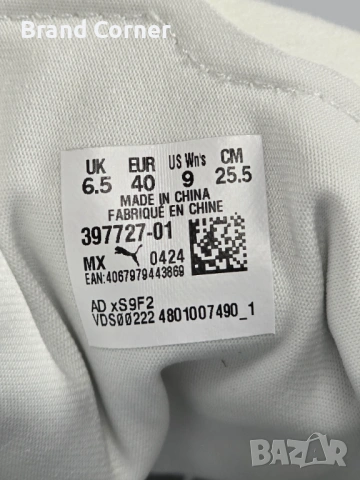 Brand Corner
UK EUR US Wn's CM
6.5 40 9 25.5
MADE IN CHINA
FABRIQUÉ EN CHINE
397727-01
MX 0424
EAN:4067979443869
AD xS9F2
VDS00222 4801007490_1
BAZAR